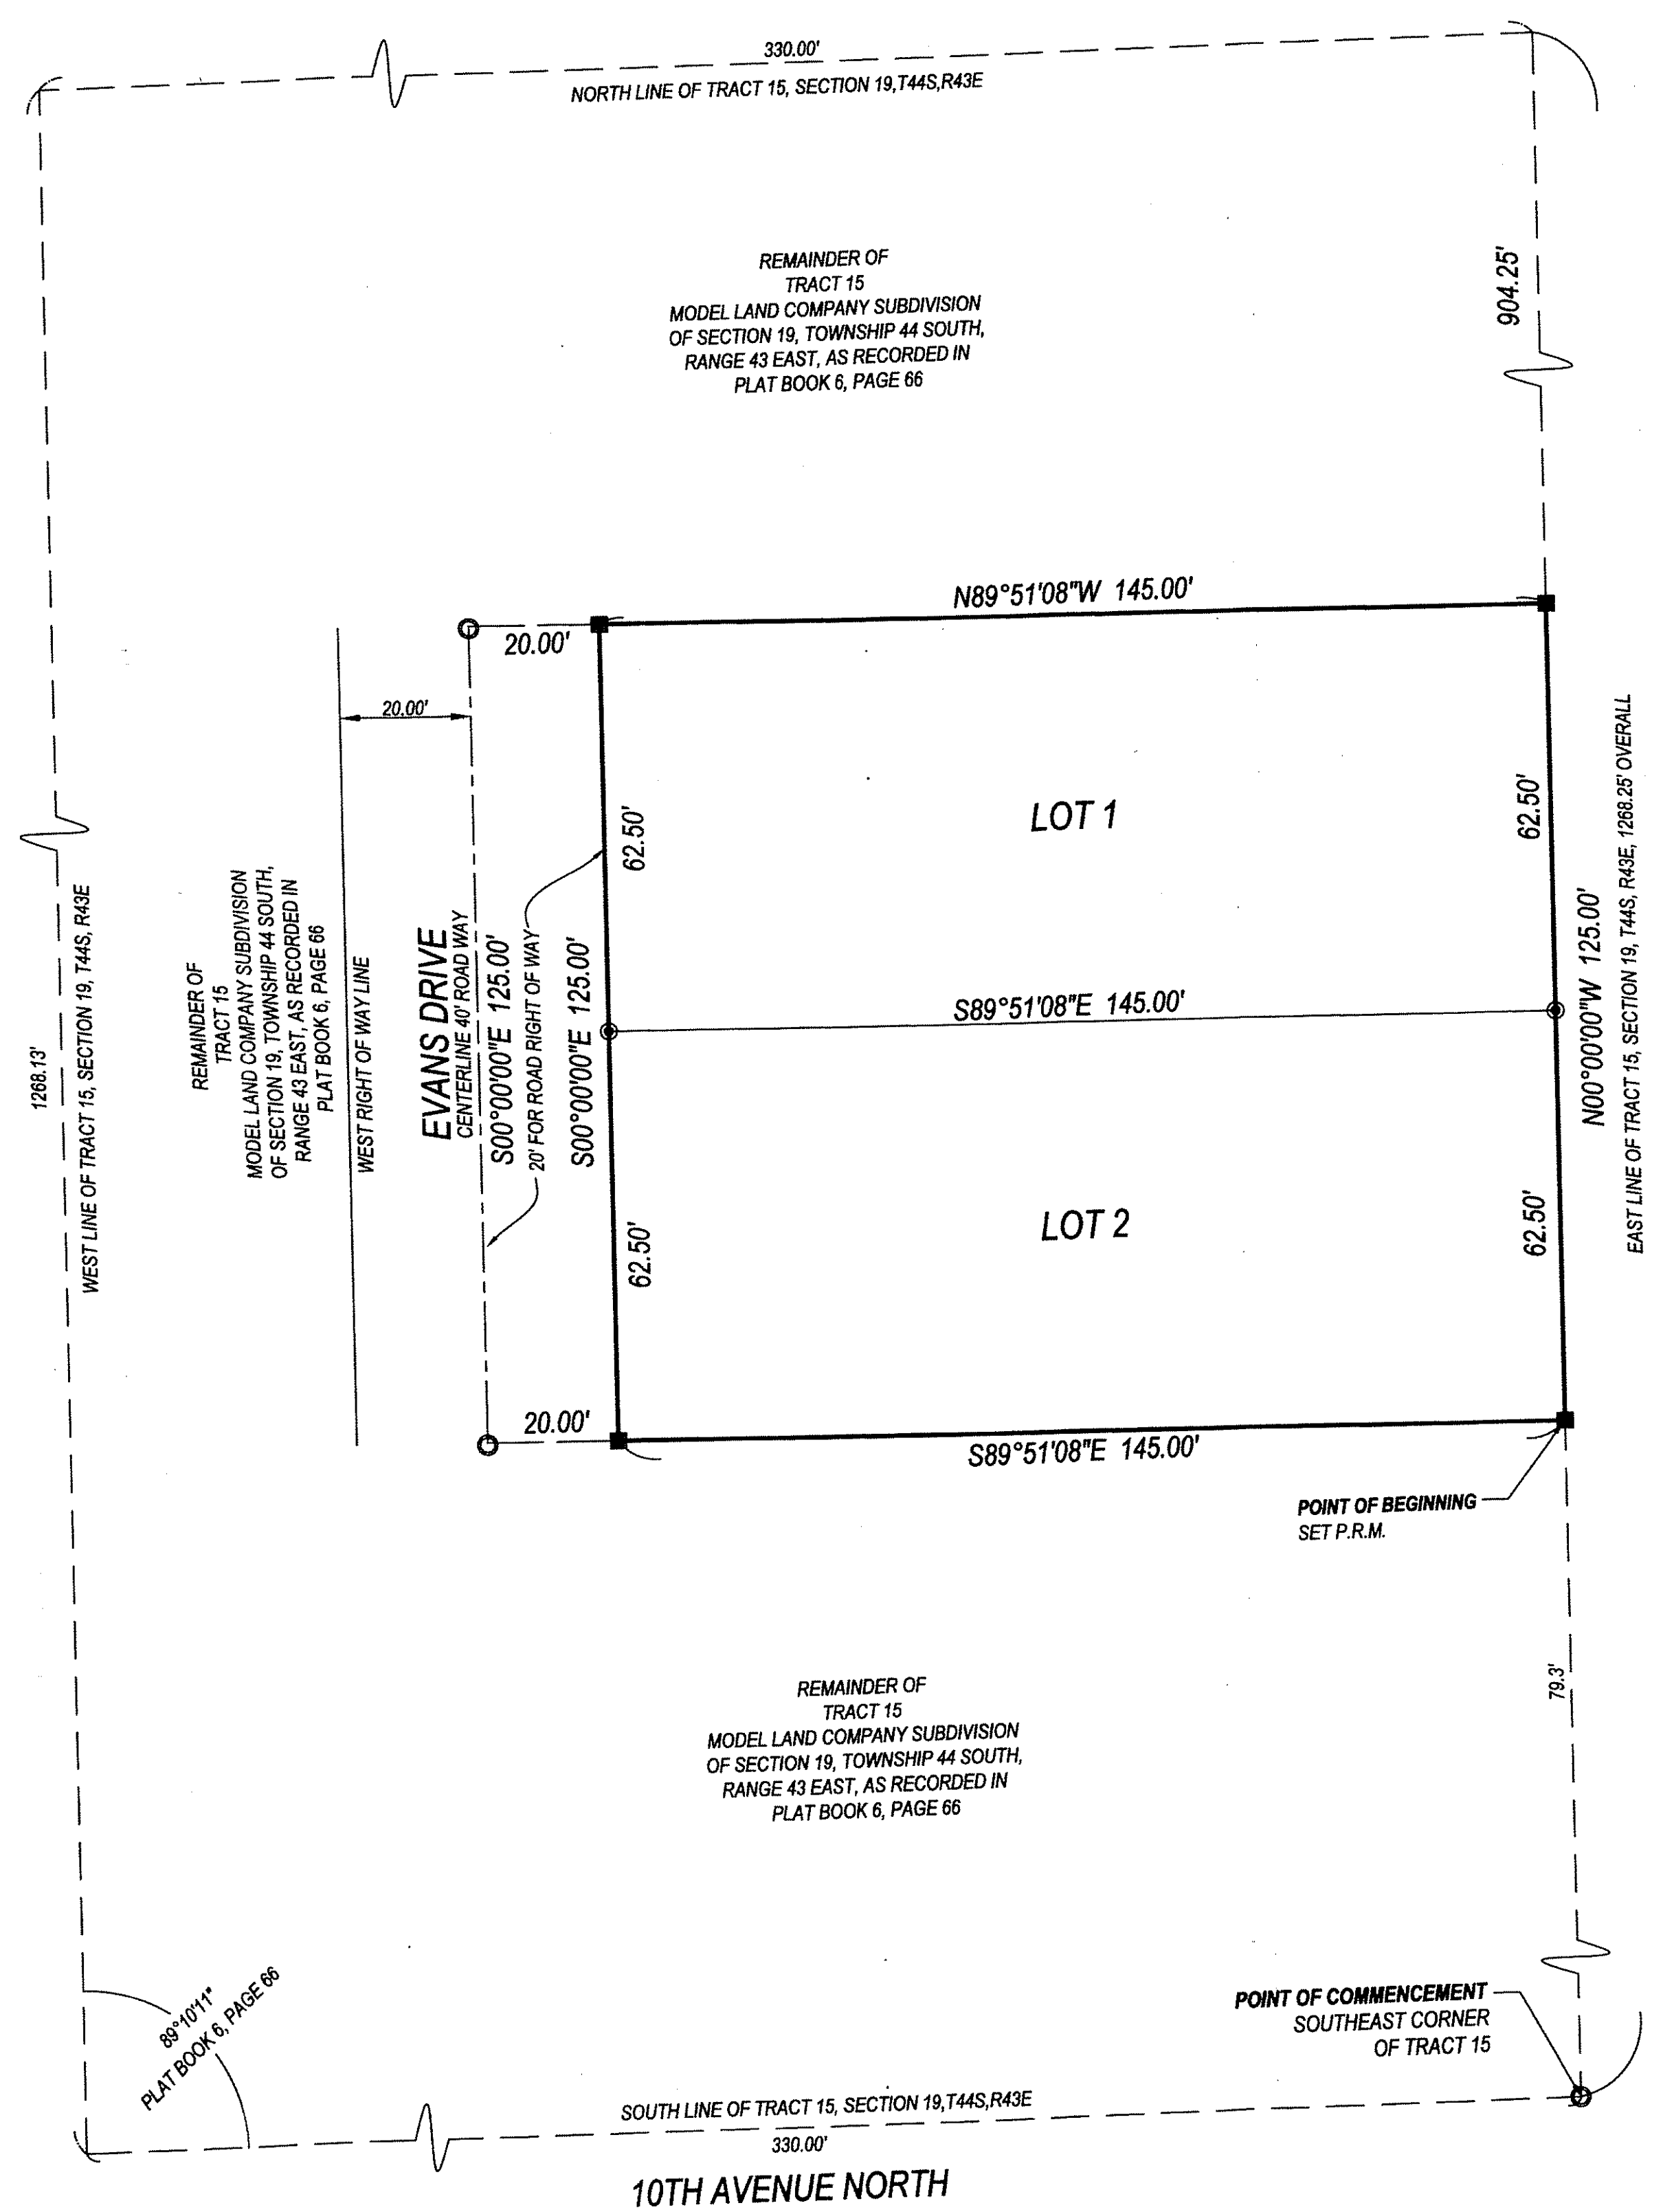 330.00'
NORTH LINE OF TRACT 15, SECTION 19,T44S,R43E
REMAINDER OF
TRACT 15
MODEL LAND COMPANY SUBDIVISION
OF SECTION 19, TOWNSHIP 44 SOUTH,
RANGE 43 EAST, AS RECORDED IN
PLAT BOOK 6, PAGE 66
904.25'
N89°51'08"W 145.00'
20.00'
20.00'
LOT 1
62.50'
62.50'
1268.13'
WEST LINE OF TRACT 15, SECTION 19, T44S, R43E
REMAINDER OF
TRACT 15
MODEL LAND COMPANY SUBDIVISION
OF SECTION 19, TOWNSHIP 44 SOUTH,
RANGE 43 EAST, AS RECORDED IN
PLAT BOOK 6, PAGE 66
WEST RIGHT OF WAY LINE
EVANS DRIVE
CENTERLINE 40' ROAD WAY
S00°00'00"E 125.00'
20' FOR ROAD RIGHT OF WAY
S00°00'00"E 125.00'
S89°51'08"E 145.00'
N00°00'00"W 125.00'
EAST LINE OF TRACT 15, SECTION 19, T44S, R43E, 1268.25' OVERALL
62.50'
LOT 2
62.50'
20.00'
S89°51'08"E 145.00'
POINT OF BEGINNING
SET P.R.M.
79.3'
REMAINDER OF
TRACT 15
MODEL LAND COMPANY SUBDIVISION
OF SECTION 19, TOWNSHIP 44 SOUTH,
RANGE 43 EAST, AS RECORDED IN
PLAT BOOK 6, PAGE 66
89°10'11"
PLAT BOOK 6, PAGE 66
POINT OF COMMENCEMENT
SOUTHEAST CORNER
OF TRACT 15
SOUTH LINE OF TRACT 15, SECTION 19,T44S,R43E
330.00'
10TH AVENUE NORTH